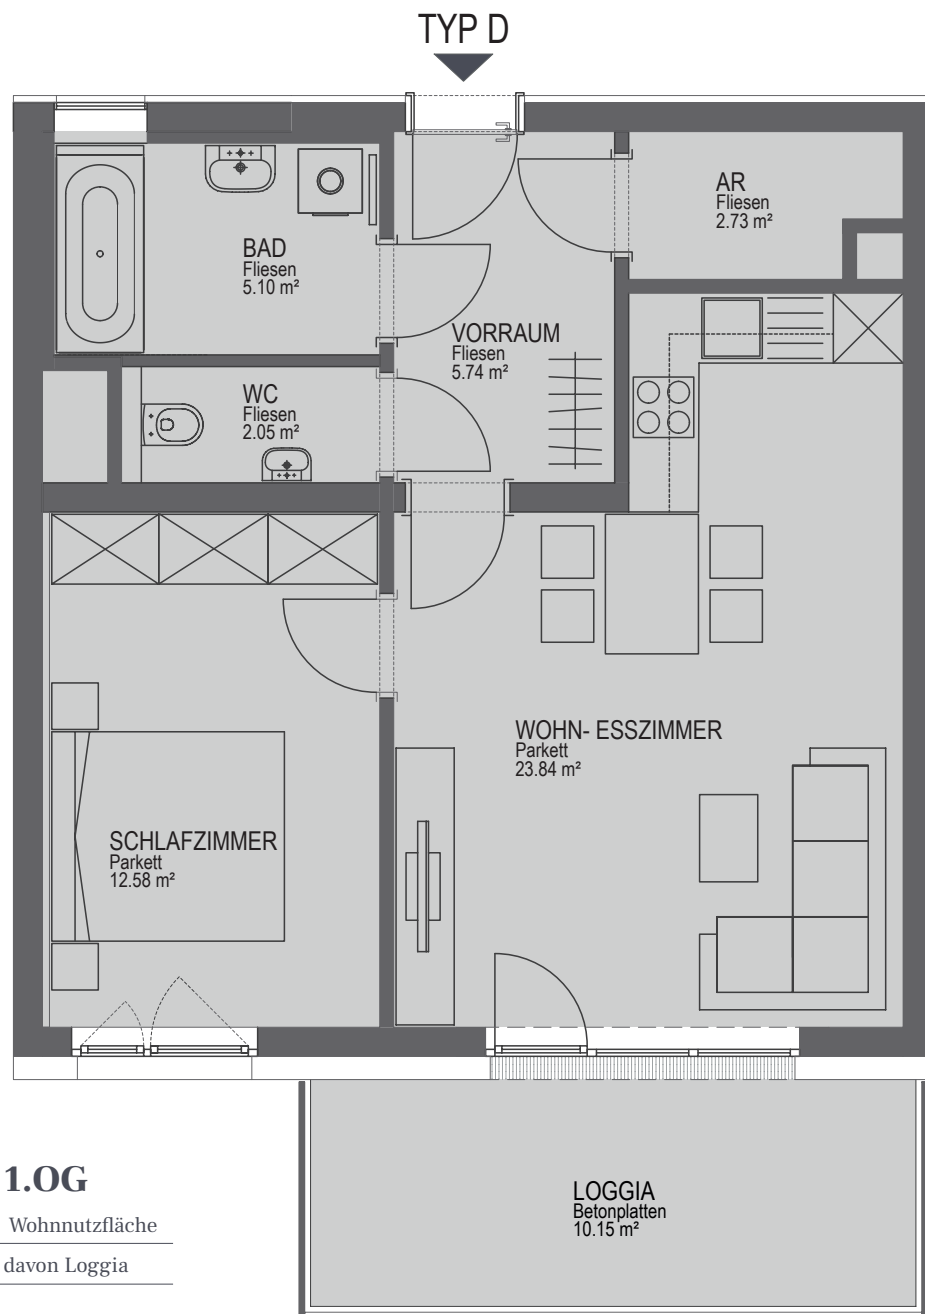 TYP D
AR
Fliesen
2.73 m²
BAD
Fliesen
5.10 m²
VORRAUM
Fliesen
5.74 m²
WC
Fliesen
2.05 m²
WOHN- ESSZIMMER
Parkett
23.84 m²
SCHLAFZIMMER
Parkett
12.58 m²
LOGGIA
Betonplatten
10.15 m²
1.OG
Wohnnutzfläche
davon Loggia